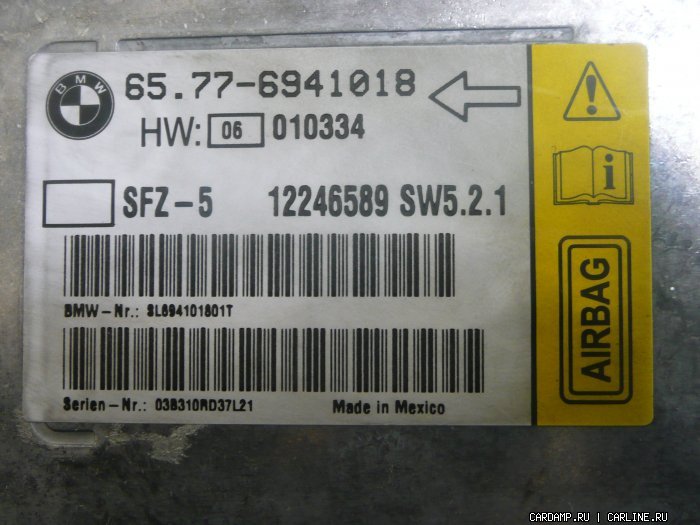 BMW
65.77-6941018
HW: 06 010334
SFZ-5 12246589 SW5.2.1
BMW-Nr.: SL694101801T
Serien-Nr.: 03B310RD37L21 Made in Mexico
AIRBAG
CARDAMP.RU | CARLINE.RU